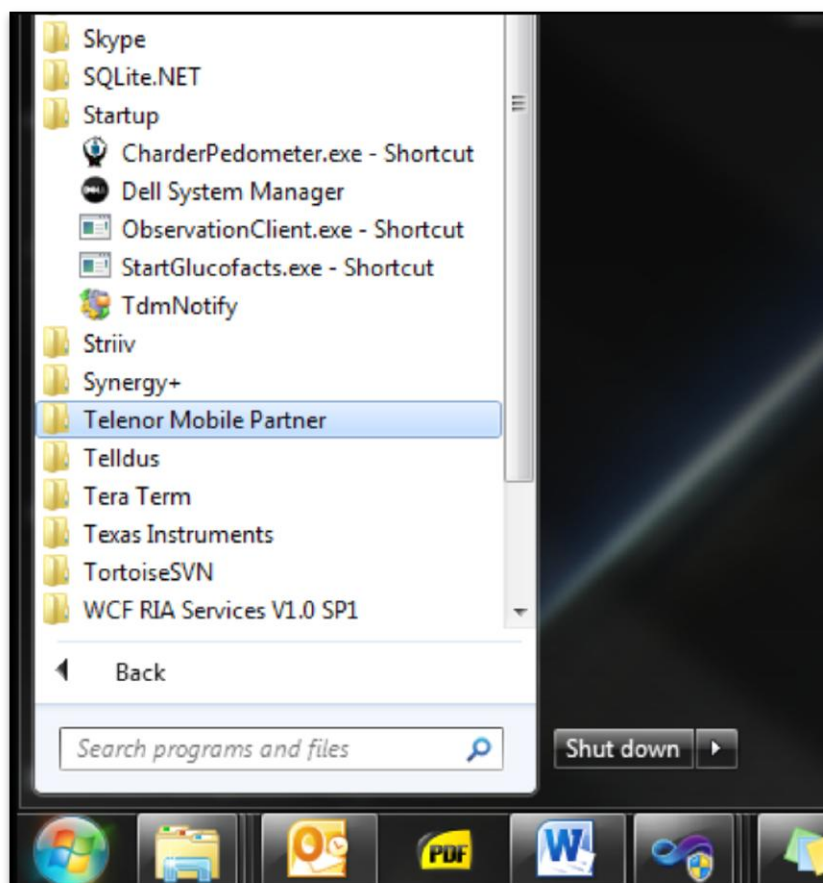 Skype
SQLite.NET
Startup
CharderPedometer.exe - Shortcut
Dell System Manager
ObservationClient.exe - Shortcut
StartGlucofacts.exe - Shortcut
TdmNotify
Striiv
Synergy+
Telenor Mobile Partner
Telldus
Tera Term
Texas Instruments
TortoiseSVN
WCF RIA Services V1.0 SP1
Back
Search programs and files
Shut down
PDF